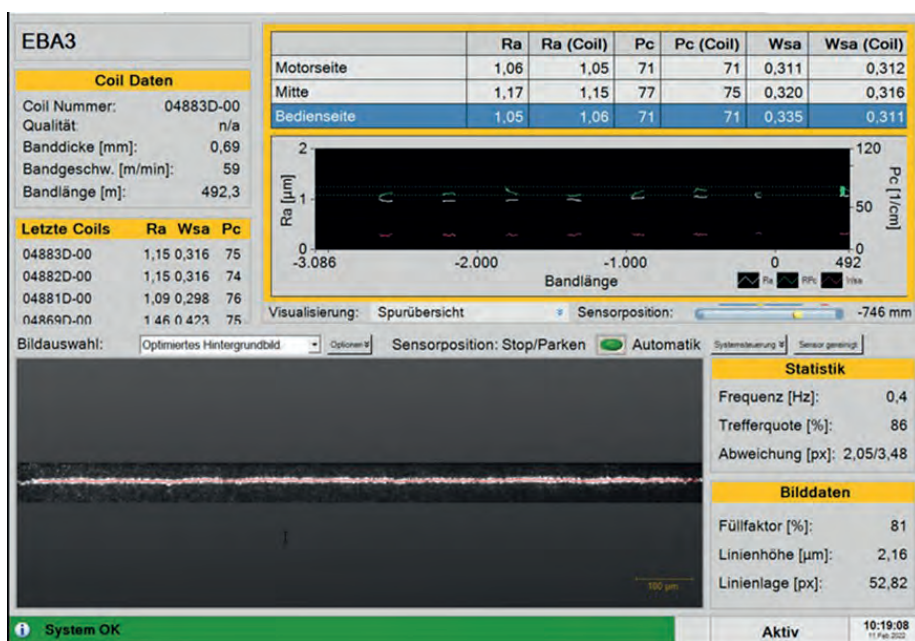 EBA3
Coil Daten
Coil Nummer: 04883D-00
Qualität n/a
Banddicke [mm]: 0,69
Bandgeschw. [m/min]: 59
Bandlänge [m]: 492,3
Letzte Coils Ra Wsa Pc
04883D-00 1,15 0,316 75
04882D-00 1,15 0,316 74
04881D-00 1,09 0,298 76
04869D-00 1,46 0,423 75
Ra Ra (Coil) Pc Pc (Coil) Wsa Wsa (Coil)
Motorseite 1,06 1,05 71 71 0,311 0,312
Mitte 1,17 1,15 77 75 0,320 0,316
Bedienseite 1,05 1,06 71 71 0,335 0,311
2 120
Ra [µm] 1 50 Pc [1/cm]
0 0
-3.086 -2.000 -1.000 0 492
Bandlänge
Ra RPc Wsa
Visualisierung: Spurübersicht Sensorposition: -746 mm
Bildauswahl: Optimiertes Hintergrundbild Optionen Sensorposition: Stop/Parken Automatik Systemsteuerung Sensor gereinigt
Statistik
Frequenz [Hz]: 0,4
Trefferquote [%]: 86
Abweichung [px]: 2,05/3,48
Bilddaten
Füllfaktor [%]: 81
Linienhöhe [µm]: 2,16
Linienlage [px]: 52,82
100 µm
System OK
Aktiv
10:19:08
11 Feb 2022